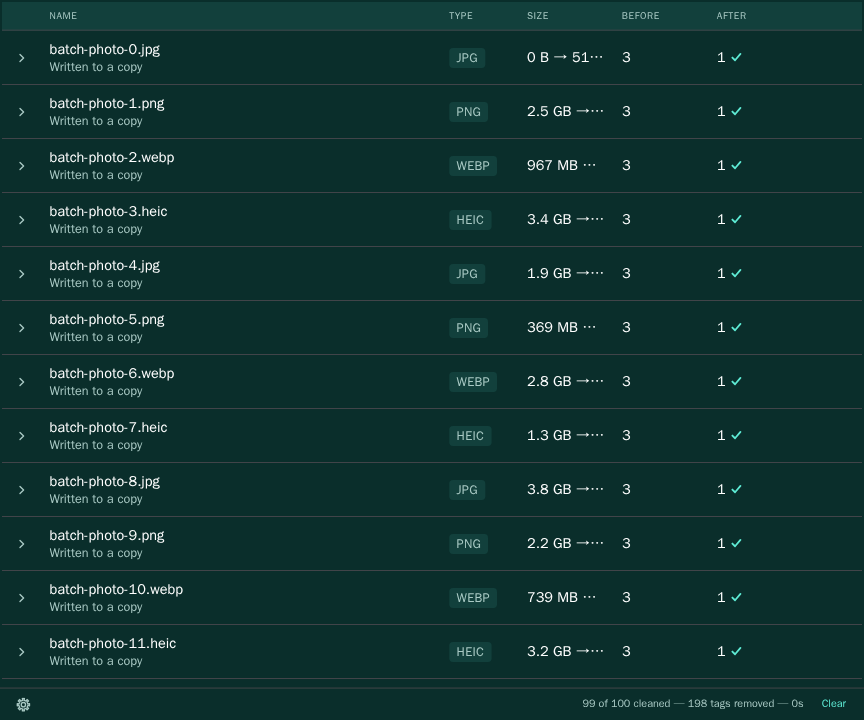 NAME TYPE SIZE BEFORE AFTER
batch-photo-0.jpg JPG 0 B → 51… 3 1
Written to a copy
batch-photo-1.png PNG 2.5 GB →… 3 1
Written to a copy
batch-photo-2.webp WEBP 967 MB … 3 1
Written to a copy
batch-photo-3.heic HEIC 3.4 GB →… 3 1
Written to a copy
batch-photo-4.jpg JPG 1.9 GB →… 3 1
Written to a copy
batch-photo-5.png PNG 369 MB … 3 1
Written to a copy
batch-photo-6.webp WEBP 2.8 GB →… 3 1
Written to a copy
batch-photo-7.heic HEIC 1.3 GB →… 3 1
Written to a copy
batch-photo-8.jpg JPG 3.8 GB →… 3 1
Written to a copy
batch-photo-9.png PNG 2.2 GB →… 3 1
Written to a copy
batch-photo-10.webp WEBP 739 MB … 3 1
Written to a copy
batch-photo-11.heic HEIC 3.2 GB →… 3 1
Written to a copy
99 of 100 cleaned — 198 tags removed — 0s Clear